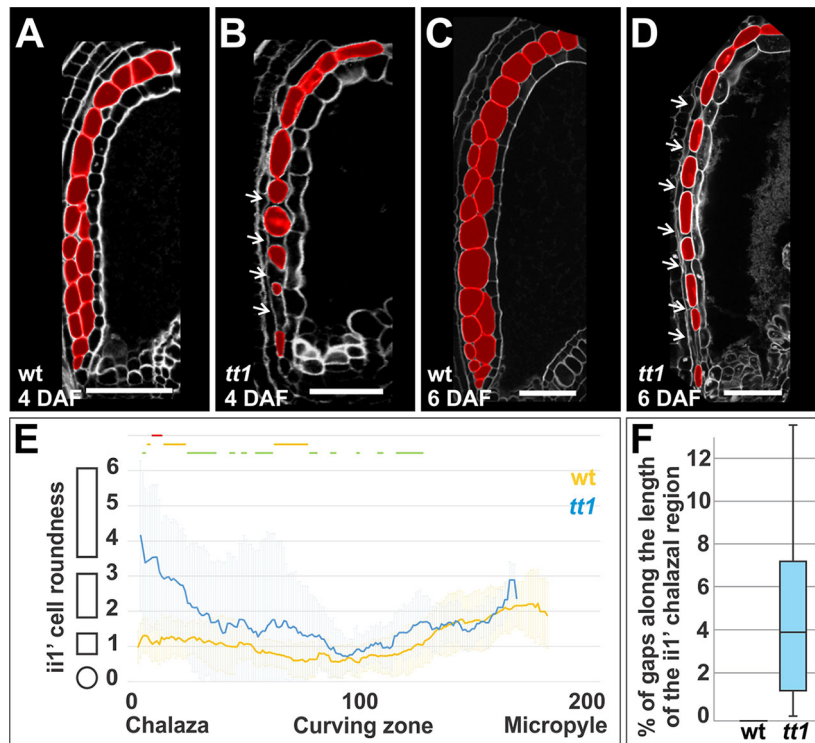 A
wt
4 DAF
B
tt1
4 DAF
C
wt
6 DAF
D
tt1
6 DAF
E
ii1' cell roundness
6
5
4
3
2
1
0
wt
tt1
0
100
200
Chalaza
Curving zone
Micropyle
F
% of gaps along the length
of the ii1' chalazal region
12
10
8
6
4
2
0
wt
tt1